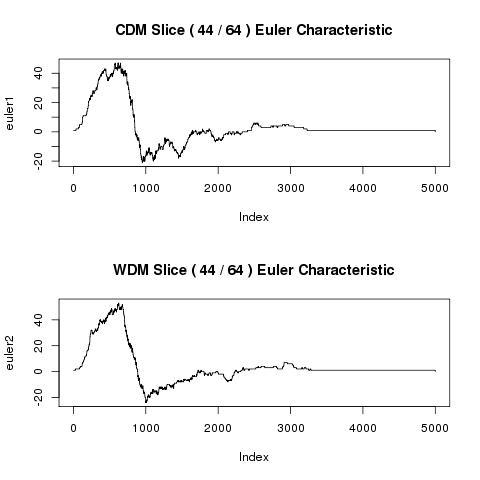 CDM Slice ( 44 / 64 ) Euler Characteristic
euler1
40
20
0
-20
0 1000 2000 3000 4000 5000
Index
WDM Slice ( 44 / 64 ) Euler Characteristic
euler2
40
20
0
-20
0 1000 2000 3000 4000 5000
Index